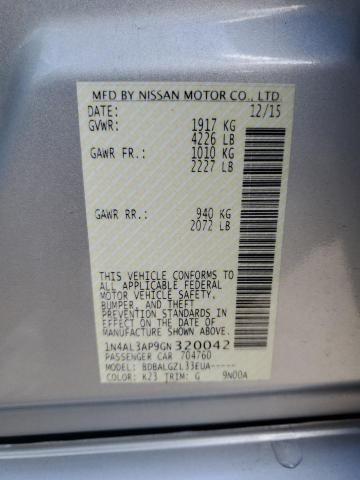 MFD BY NISSAN MOTOR CO., LTD.
DATE: 12/15
GVWR: 1917 KG
4226 LB
GAWR FR.: 1010 KG
2227 LB
GAWR RR.: 940 KG
2072 LB
THIS VEHICLE CONFORMS TO
ALL APPLICABLE FEDERAL
MOTOR VEHICLE SAFETY,
BUMPER, AND THEFT
PREVENTION STANDARDS
IN EFFECT ON THE DATE
OF MANUFACTURE SHOWN
ABOVE.
1N4AL3AP9GN320042
PASSENGER CAR 704760
MODEL: BDBALGZL33EUA-----
COLOR: K23 TRIM: G 9N00A